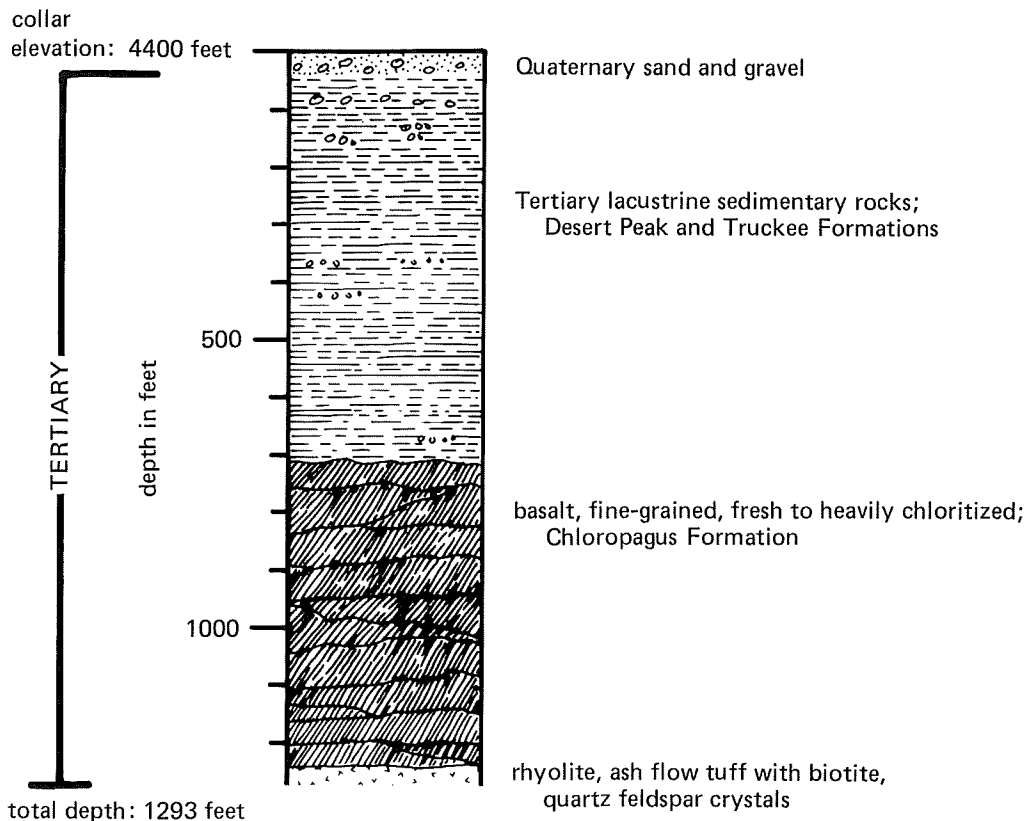 collar
elevation: 4400 feet
Quaternary sand and gravel
Tertiary lacustrine sedimentary rocks;
Desert Peak and Truckee Formations
500
TERTIARY
depth in feet
basalt, fine-grained, fresh to heavily chloritized;
Chloropagus Formation
1000
rhyolite, ash flow tuff with biotite,
quartz feldspar crystals
total depth: 1293 feet